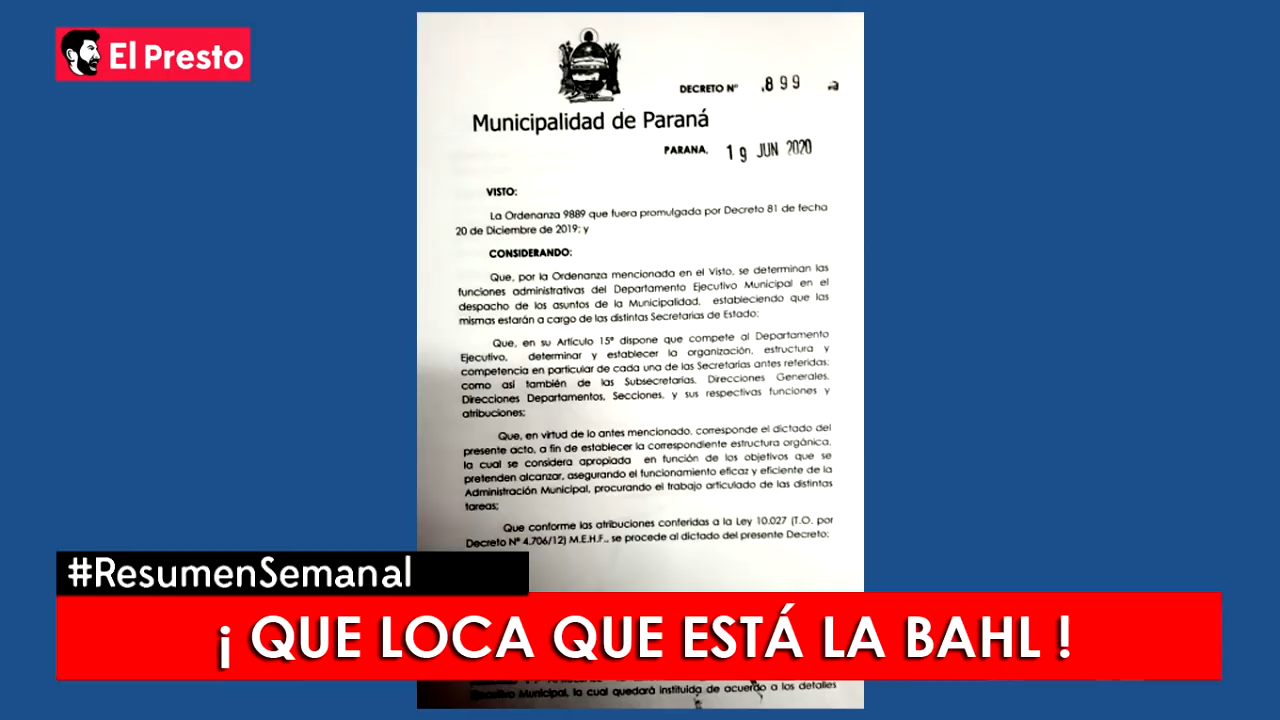 El Presto
DECRETO Nº .899
Municipalidad de Paraná
PARANA, 19 JUN 2020
VISTO:
La Ordenanza 9889 que fuera promulgada por Decreto 81 de fecha
20 de Diciembre de 2019; y
CONSIDERANDO:
Que, por la Ordenanza mencionada en el Visto, se determinan las
funciones administrativas del Departamento Ejecutivo Municipal en el
despacho de los asuntos de la Municipalidad, estableciendo que las
mismas estarán a cargo de las distintas Secretarías de Estado;
Que, en su Artículo 15º dispone que compete al Departamento
Ejecutivo, determinar y establecer la organización, estructura y
competencia en particular de cada una de las Secretarías antes referidas;
como así también de las Subsecretarías, Direcciones Generales,
Direcciones Departamentos, Secciones, y sus respectivas funciones y
atribuciones;
Que, en virtud de lo antes mencionado, corresponde el dictado del
presente acto, a fin de establecer la correspondiente estructura orgánica,
la cual se considera apropiada en función de los objetivos que se
pretenden alcanzar, asegurando el funcionamiento eficaz y eficiente de la
Administración Municipal, procurando el trabajo articulado de las distintas
tareas;
Que conforme las atribuciones conferidas a la Ley 10.027 (T.O. por
Decreto Nº 4.706/12) M.E.H.F., se procede al dictado del presente Decreto;
#ResumenSemanal
¡ QUE LOCA QUE ESTÁ LA BAHL !
Ejecutivo Municipal, la cual quedará instituida de acuerdo a los detalles